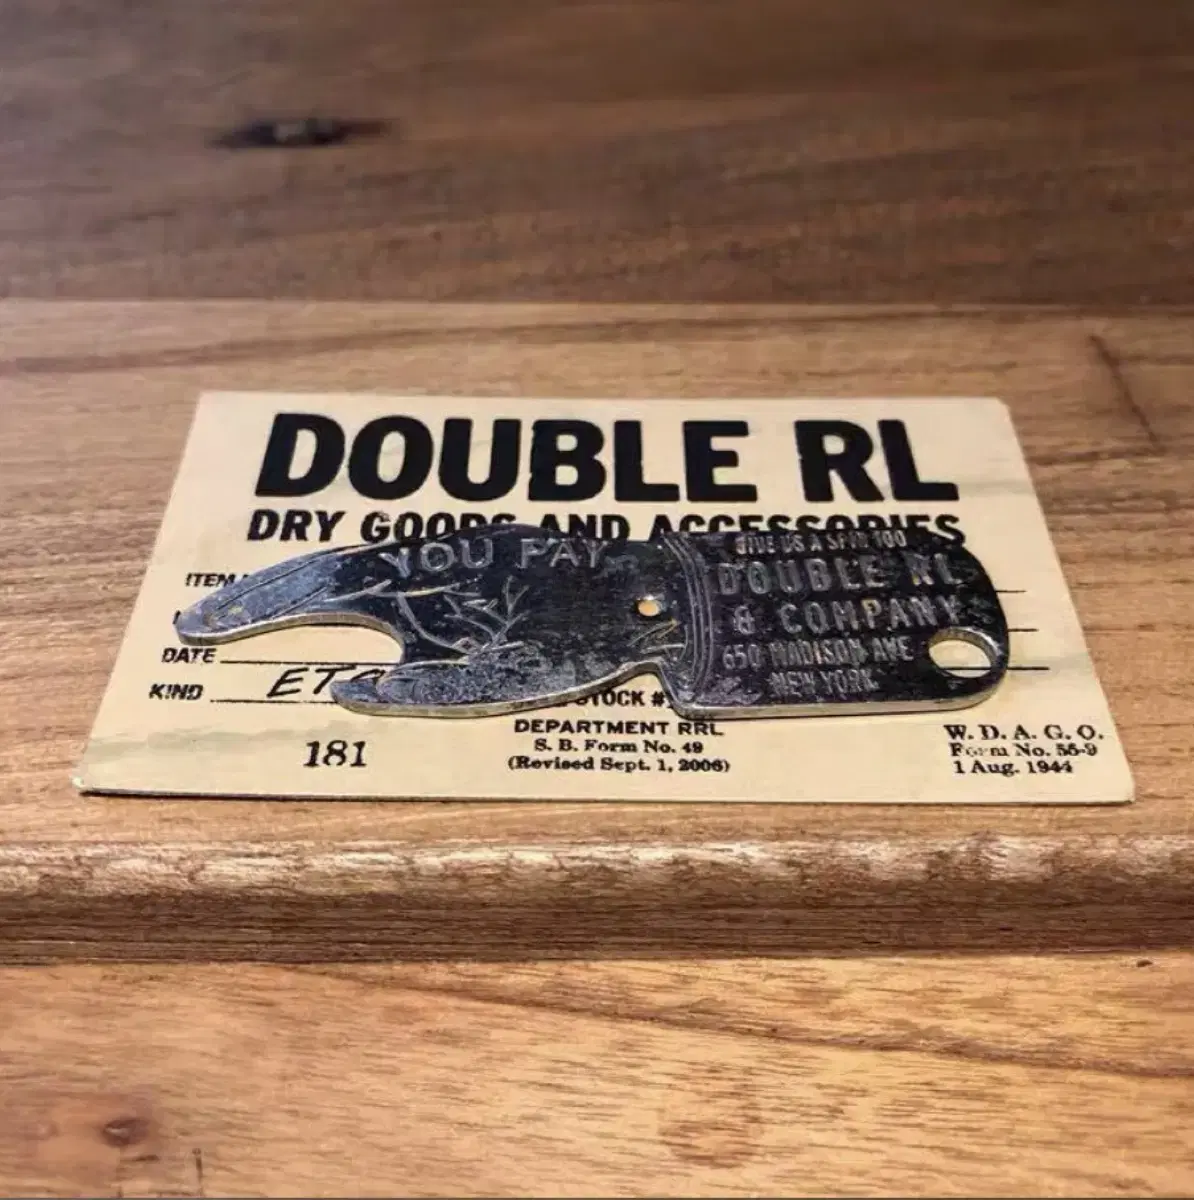 DOUBLE RL
DRY GOODS AND ACCESSORIES
YOU PAY
GIVE US A SPIN TOO
DOUBLE RL
& COMPANY
650 MADISON AVE
NEW YORK
ITEM
DATE
KIND ETC
STOCK #
181
DEPARTMENT RRL
S. B. Form No. 49
(Revised Sept. 1, 2006)
W. D. A. G. O.
Form No. 55-9
1 Aug. 1944